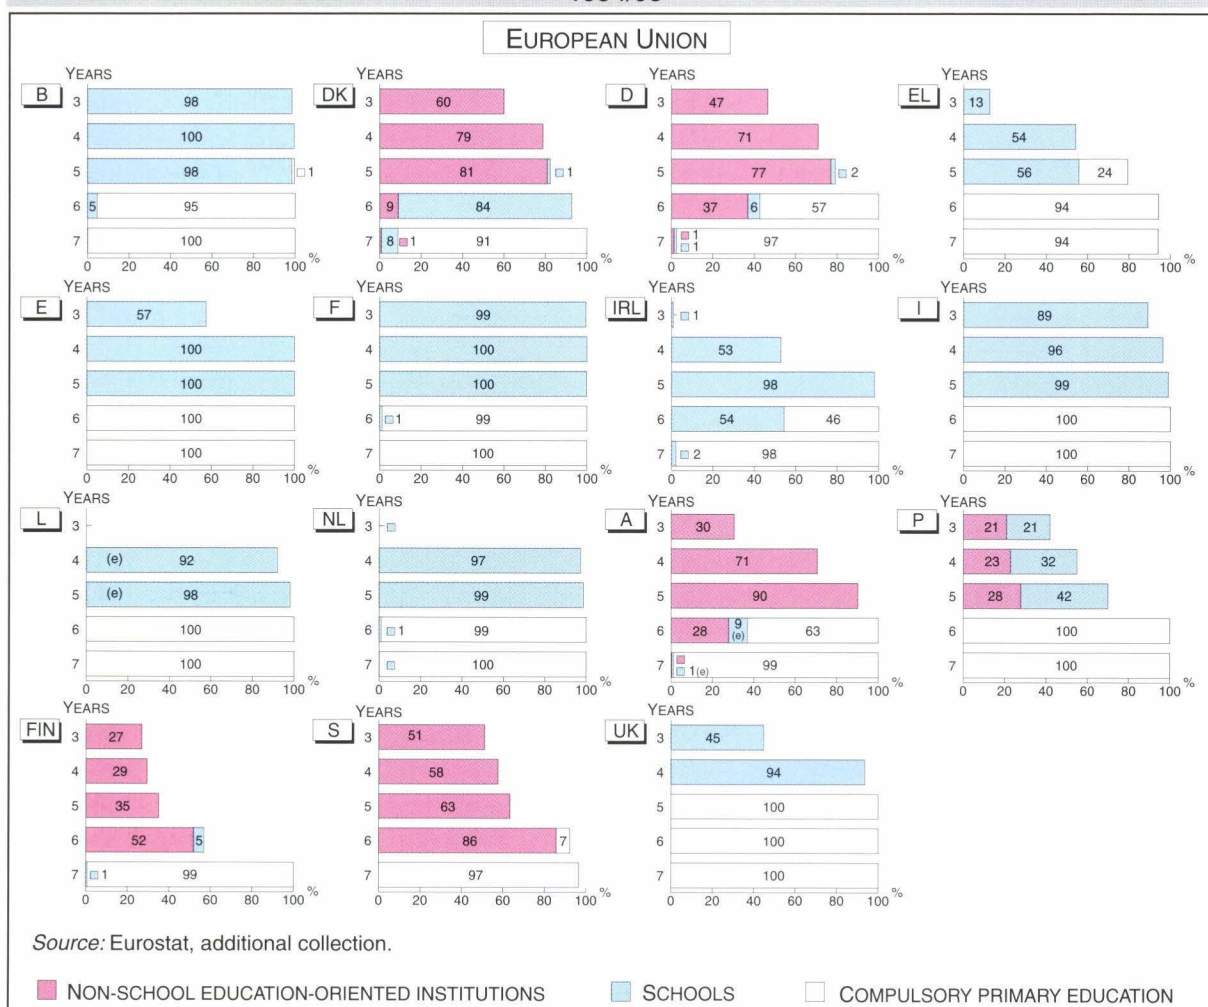 EUROPEAN UNION
YEARS
B
3 98
4 100
5 98 1
6 5 95
7 100
0 20 40 60 80 100 %
YEARS
DK
3 60
4 79
5 81 1
6 9 84
7 8 1 91
0 20 40 60 80 100 %
YEARS
D
3 47
4 71
5 77 2
6 37 6 57
7 1 1 97
0 20 40 60 80 100 %
YEARS
EL
3 13
4 54
5 56 24
6 94
7 94
0 20 40 60 80 100 %
YEARS
E
3 57
4 100
5 100
6 100
7 100
0 20 40 60 80 100 %
YEARS
F
3 99
4 100
5 100
6 1 99
7 100
0 20 40 60 80 100 %
YEARS
IRL
3 1
4 53
5 98
6 54 46
7 2 98
0 20 40 60 80 100 %
YEARS
I
3 89
4 96
5 99
6 100
7 100
0 20 40 60 80 100 %
YEARS
L
3
4 (e) 92
5 (e) 98
6 100
7 100
0 20 40 60 80 100 %
YEARS
NL
3
4 97
5 99
6 1 99
7 100
0 20 40 60 80 100 %
YEARS
A
3 30
4 71
5 90
6 28 9 (e) 63
7 1 (e) 99
0 20 40 60 80 100 %
YEARS
P
3 21 21
4 23 32
5 28 42
6 100
7 100
0 20 40 60 80 100 %
YEARS
FIN
3 27
4 29
5 35
6 52 5
7 1 99
0 20 40 60 80 100 %
YEARS
S
3 51
4 58
5 63
6 86 7
7 97
0 20 40 60 80 100 %
YEARS
UK
3 45
4 94
5 100
6 100
7 100
0 20 40 60 80 100 %
Source: Eurostat, additional collection.
NON-SCHOOL EDUCATION-ORIENTED INSTITUTIONS SCHOOLS COMPULSORY PRIMARY EDUCATION